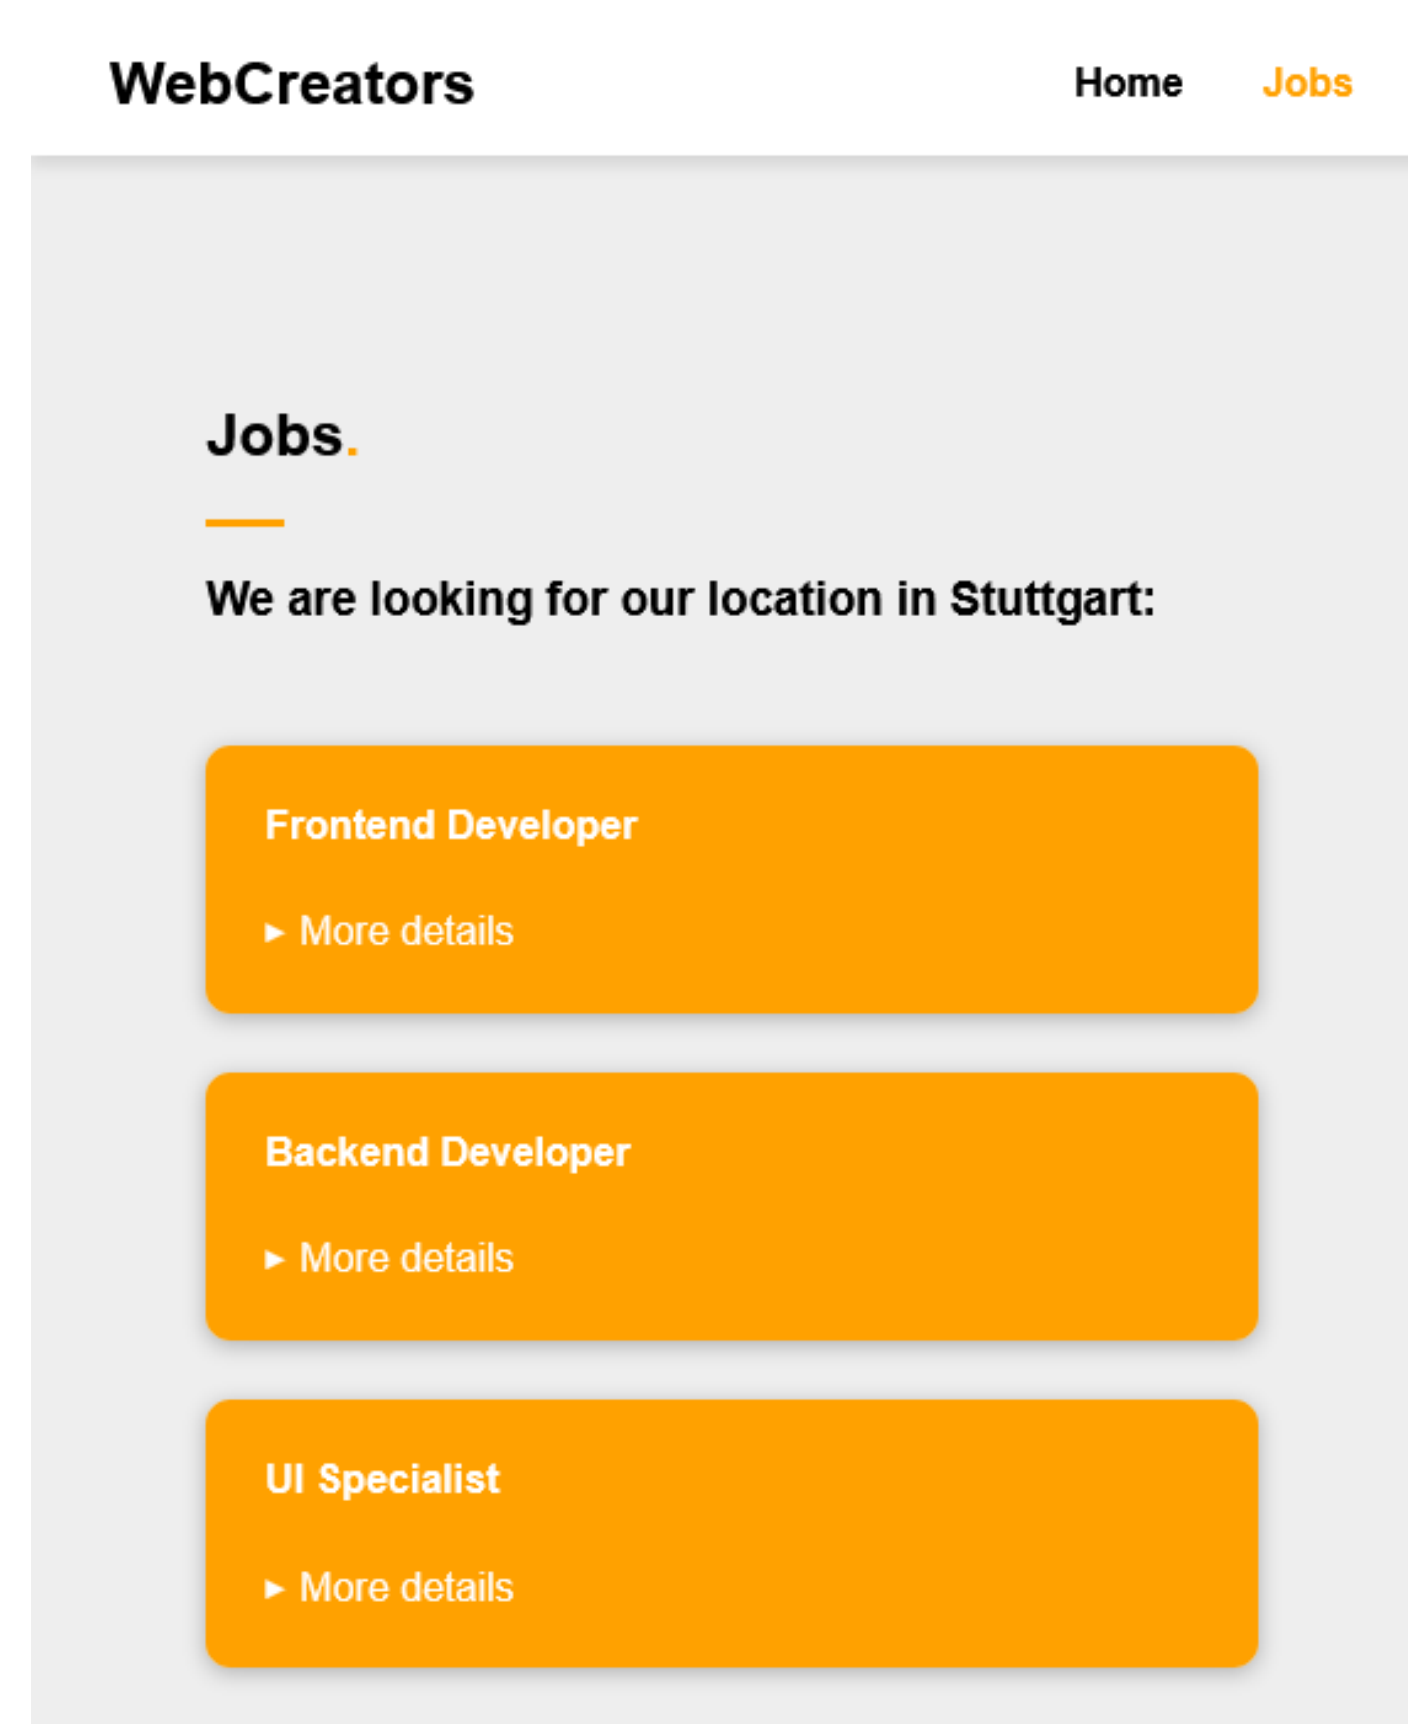 WebCreators Home Jobs
Jobs.
We are looking for our location in Stuttgart:
Frontend Developer
▸ More details
Backend Developer
▸ More details
UI Specialist
▸ More details